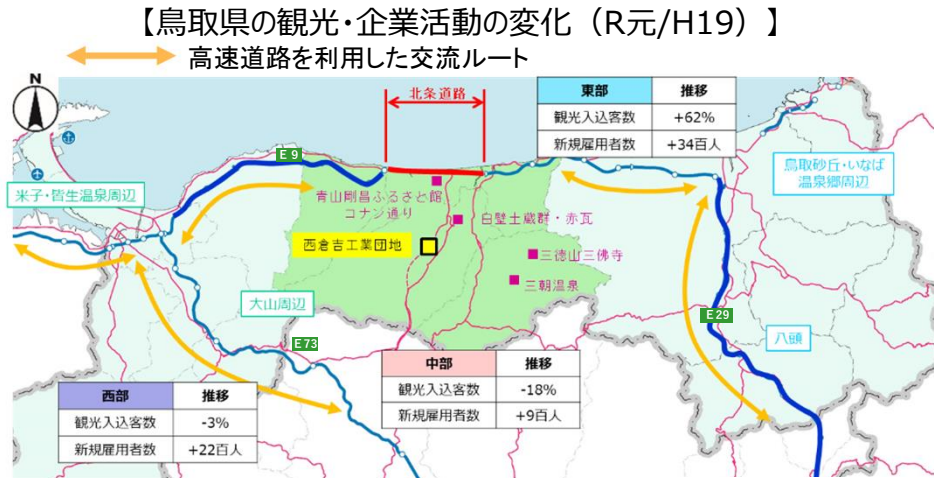 【鳥取県の観光・企業活動の変化（R元/H19）】
高速道路を利用した交流ルート
N
北条道路
東部 推移
観光入込客数 +62%
新規雇用者数 +34百人
E 9
鳥取砂丘・いなば
温泉郷周辺
米子・皆生温泉周辺
青山剛昌ふるさと館
コナン通り
白壁土蔵群・赤瓦
西倉吉工業団地
三徳山三佛寺
三朝温泉
大山周辺
E29
八頭
E73
中部 推移
観光入込客数 -18%
新規雇用者数 +9百人
西部 推移
観光入込客数 -3%
新規雇用者数 +22百人